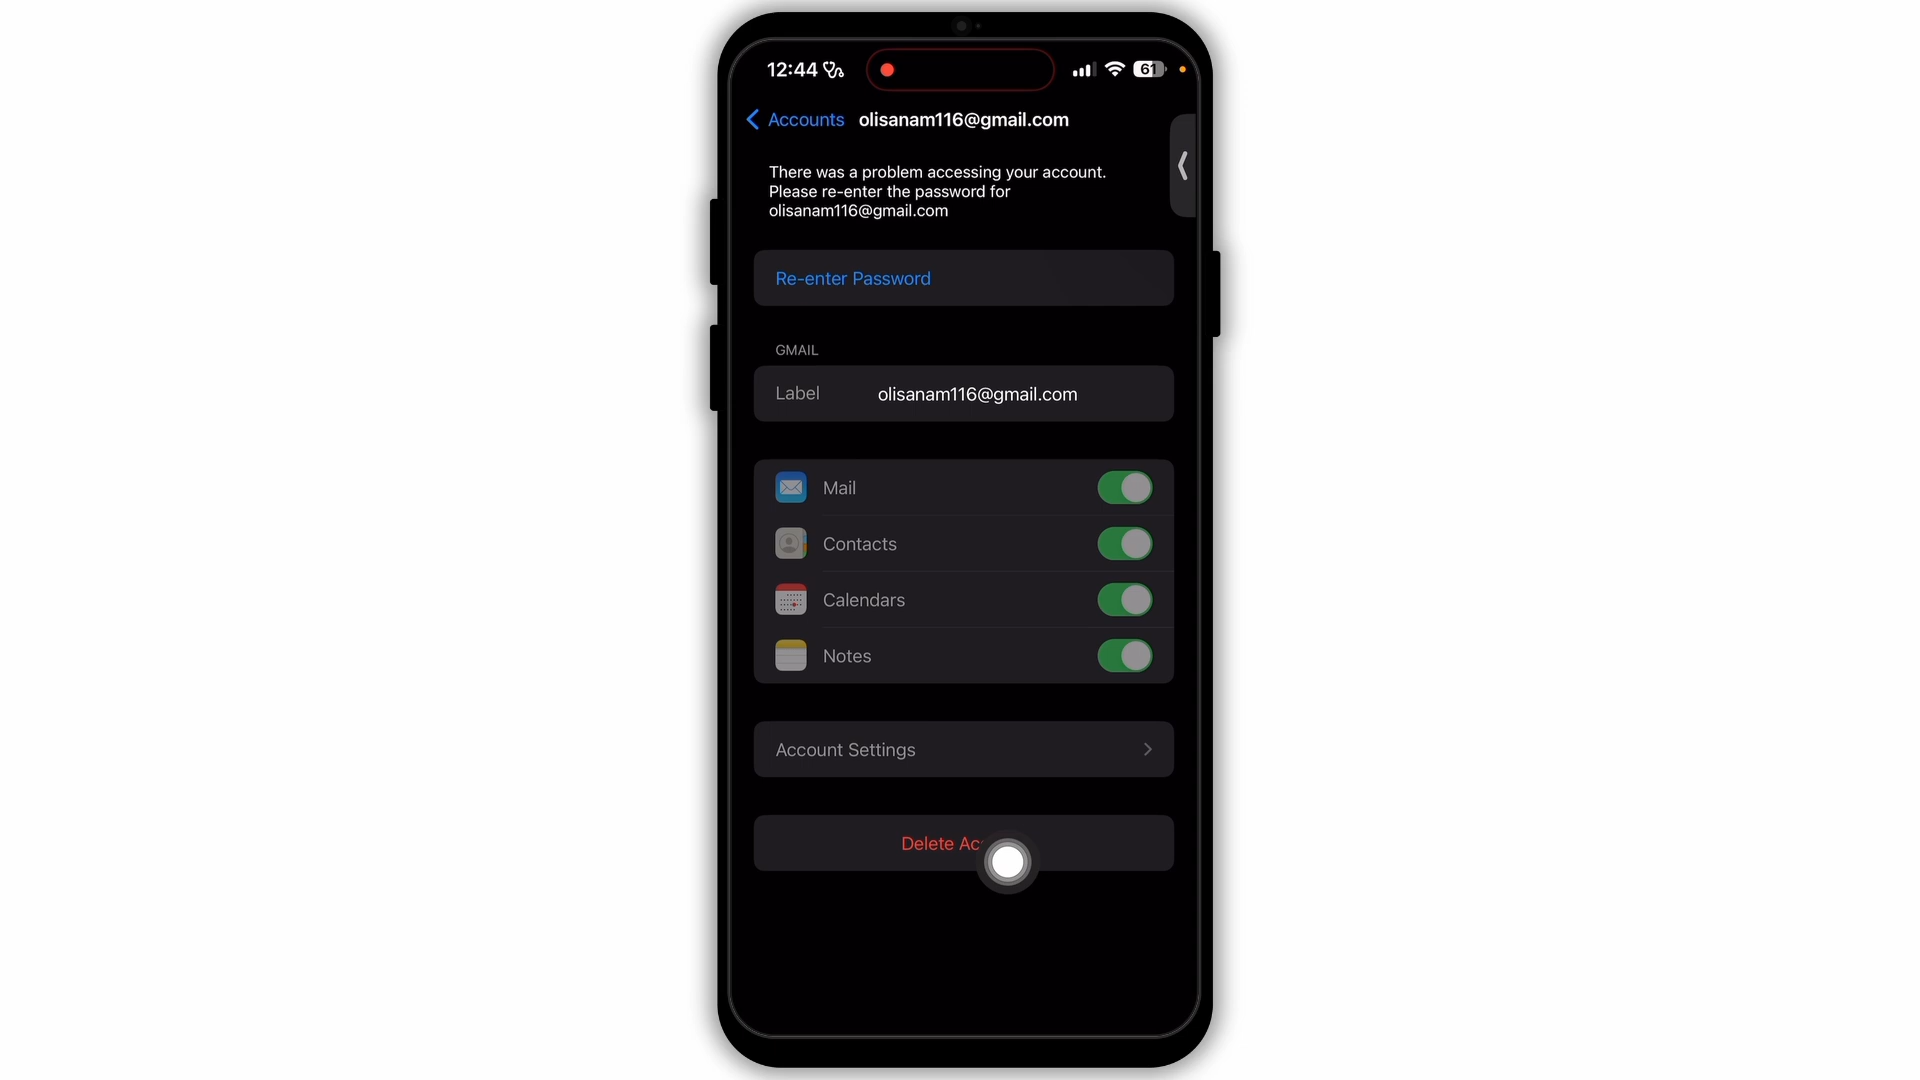 12:44
61
Accounts olisanam116@gmail.com
There was a problem accessing your account.
Please re-enter the password for
olisanam116@gmail.com
Re-enter Password
GMAIL
Label olisanam116@gmail.com
Mail
Contacts
Calendars
Notes
Account Settings
Delete